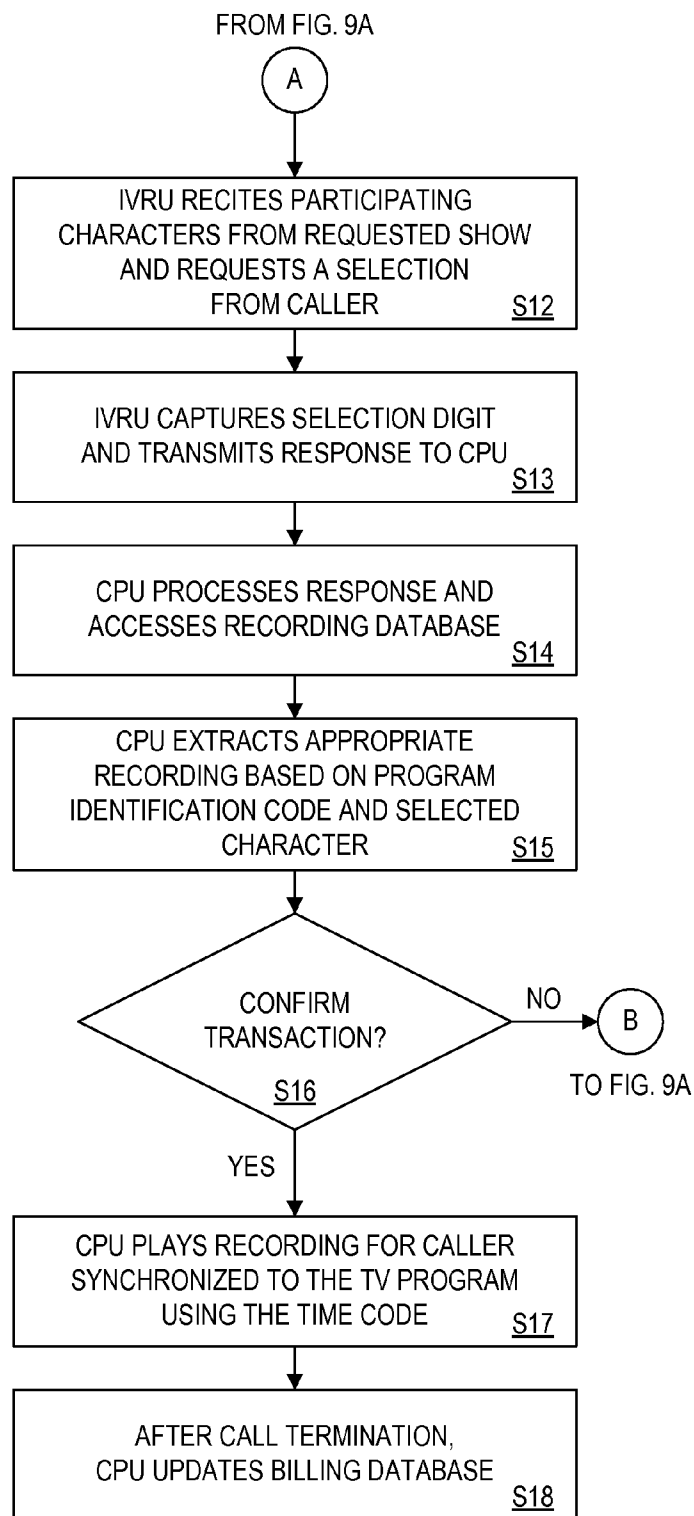 FROM FIG. 9A
A
IVRU RECITES PARTICIPATING
CHARACTERS FROM REQUESTED SHOW
AND REQUESTS A SELECTION
FROM CALLER
S12
IVRU CAPTURES SELECTION DIGIT
AND TRANSMITS RESPONSE TO CPU
S13
CPU PROCESSES RESPONSE AND
ACCESSES RECORDING DATABASE
S14
CPU EXTRACTS APPROPRIATE
RECORDING BASED ON PROGRAM
IDENTIFICATION CODE AND SELECTED
CHARACTER
S15
CONFIRM
TRANSACTION?
S16
NO
B
TO FIG. 9A
YES
CPU PLAYS RECORDING FOR CALLER
SYNCHRONIZED TO THE TV PROGRAM
USING THE TIME CODE
S17
AFTER CALL TERMINATION,
CPU UPDATES BILLING DATABASE
S18